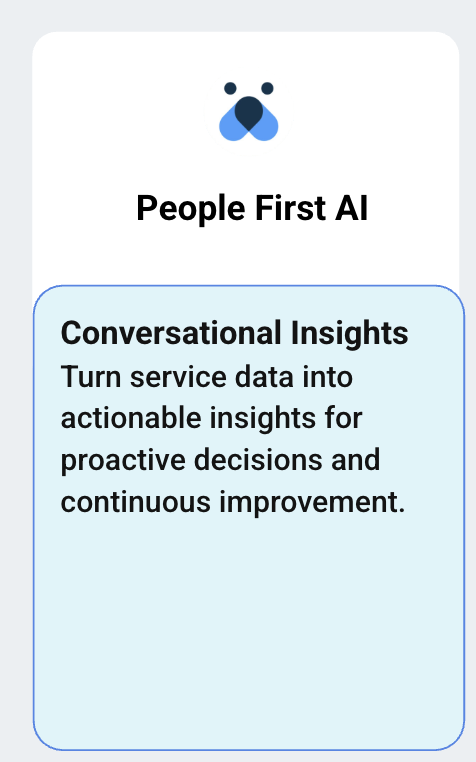 People First AI
Conversational Insights
Turn service data into
actionable insights for
proactive decisions and
continuous improvement.